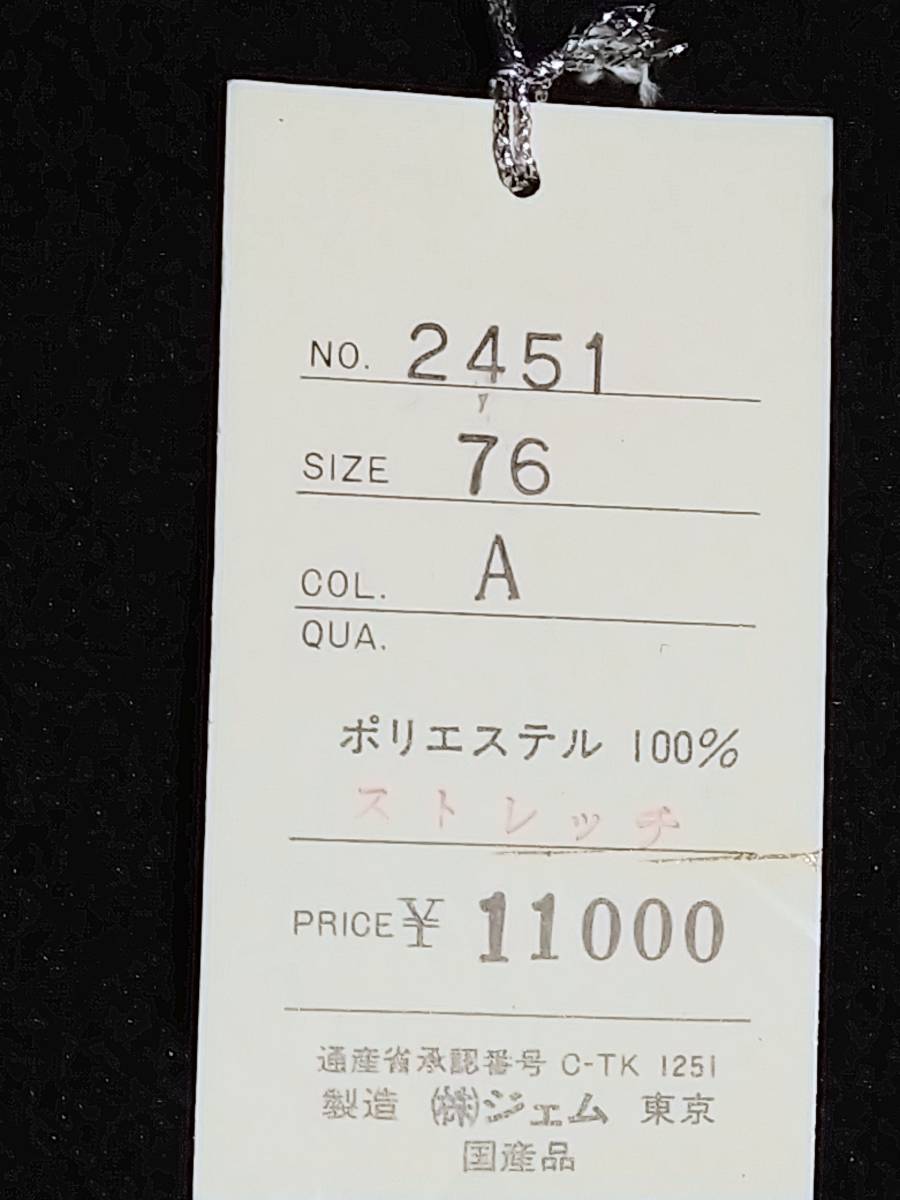 NO. 2451
SIZE 76
COL. A
QUA.
ポリエステル 100%
ストレッチ
PRICE ¥ 11000
通産省承認番号 C-TK 1251
製造 ㈱ジェム 東京
国産品